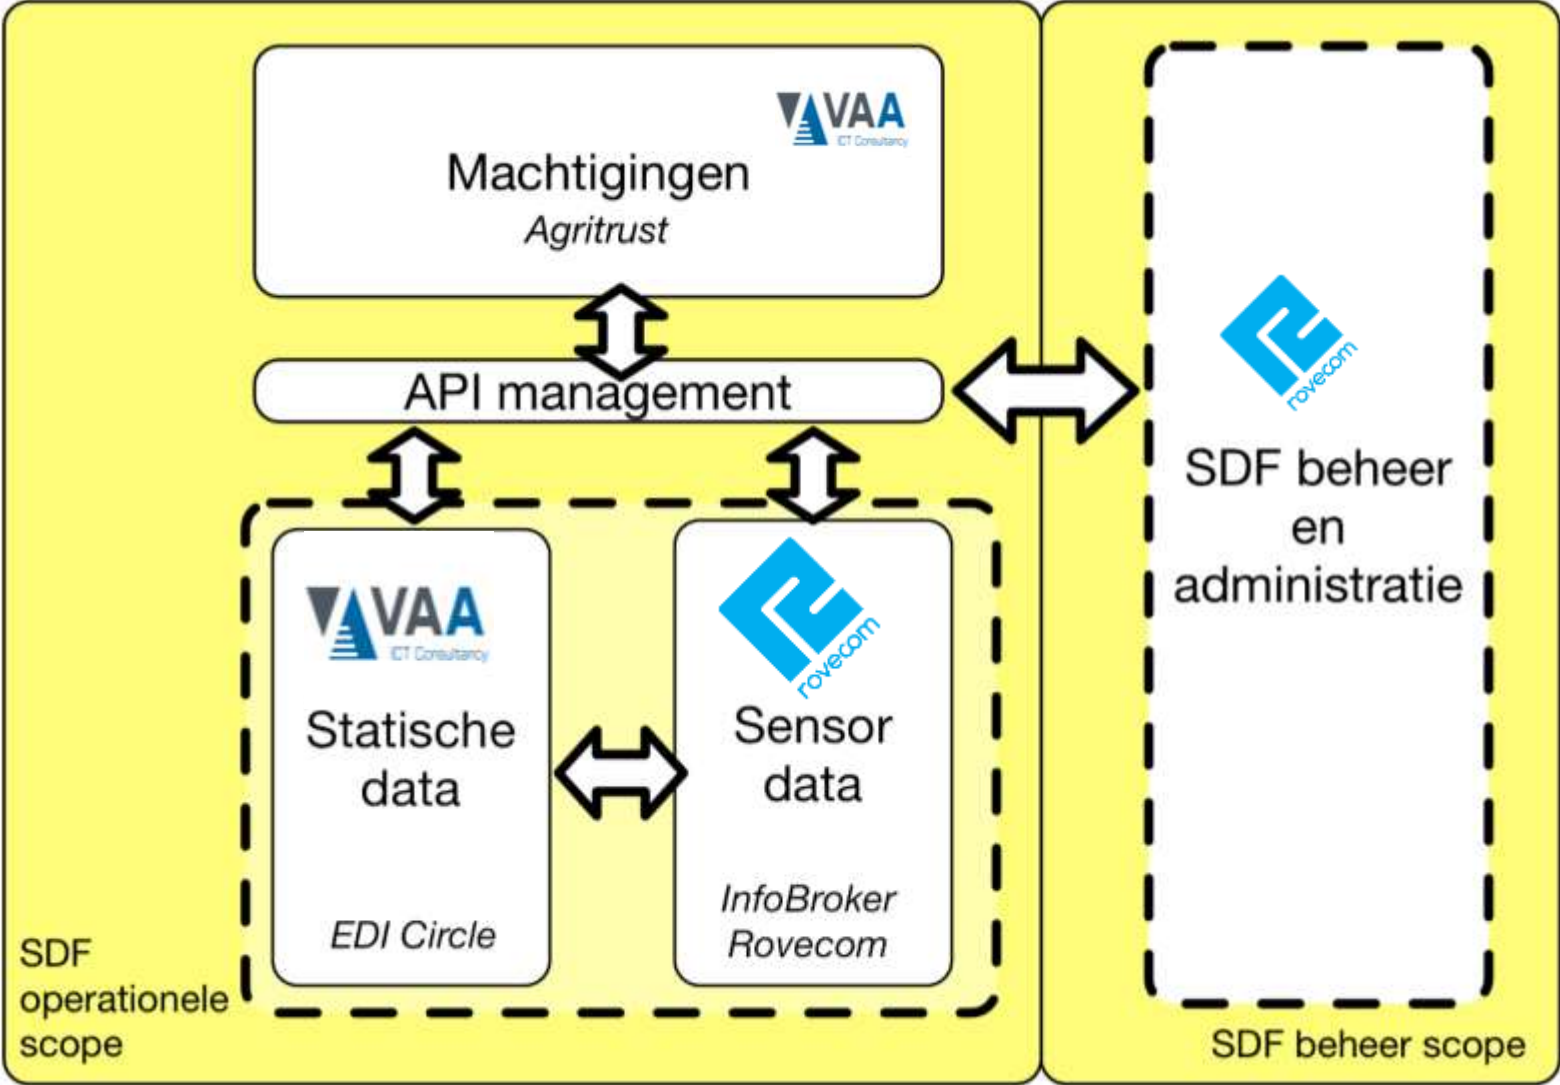 VAA
ICT Consultancy
Machtigingen
Agritrust
API management
VAA
ICT Consultancy
Statische
data
EDI Circle
rovecom
Sensor
data
InfoBroker
Rovecom
SDF
operationele
scope
rovecom
SDF beheer
en
administratie
SDF beheer scope